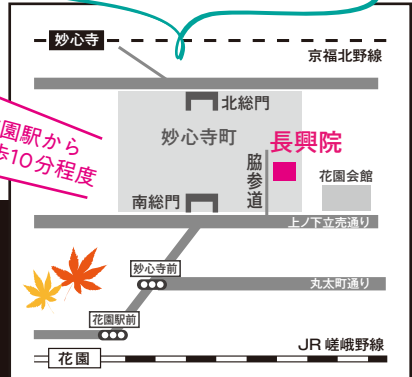 妙心寺
京福北野線
北総門
園駅から
歩10分程度
妙心寺町
長興院
脇参道
花園会館
南総門
上ノ下立売通り
妙心寺前
丸太町通り
花園駅前
JR嵯峨野線
花園